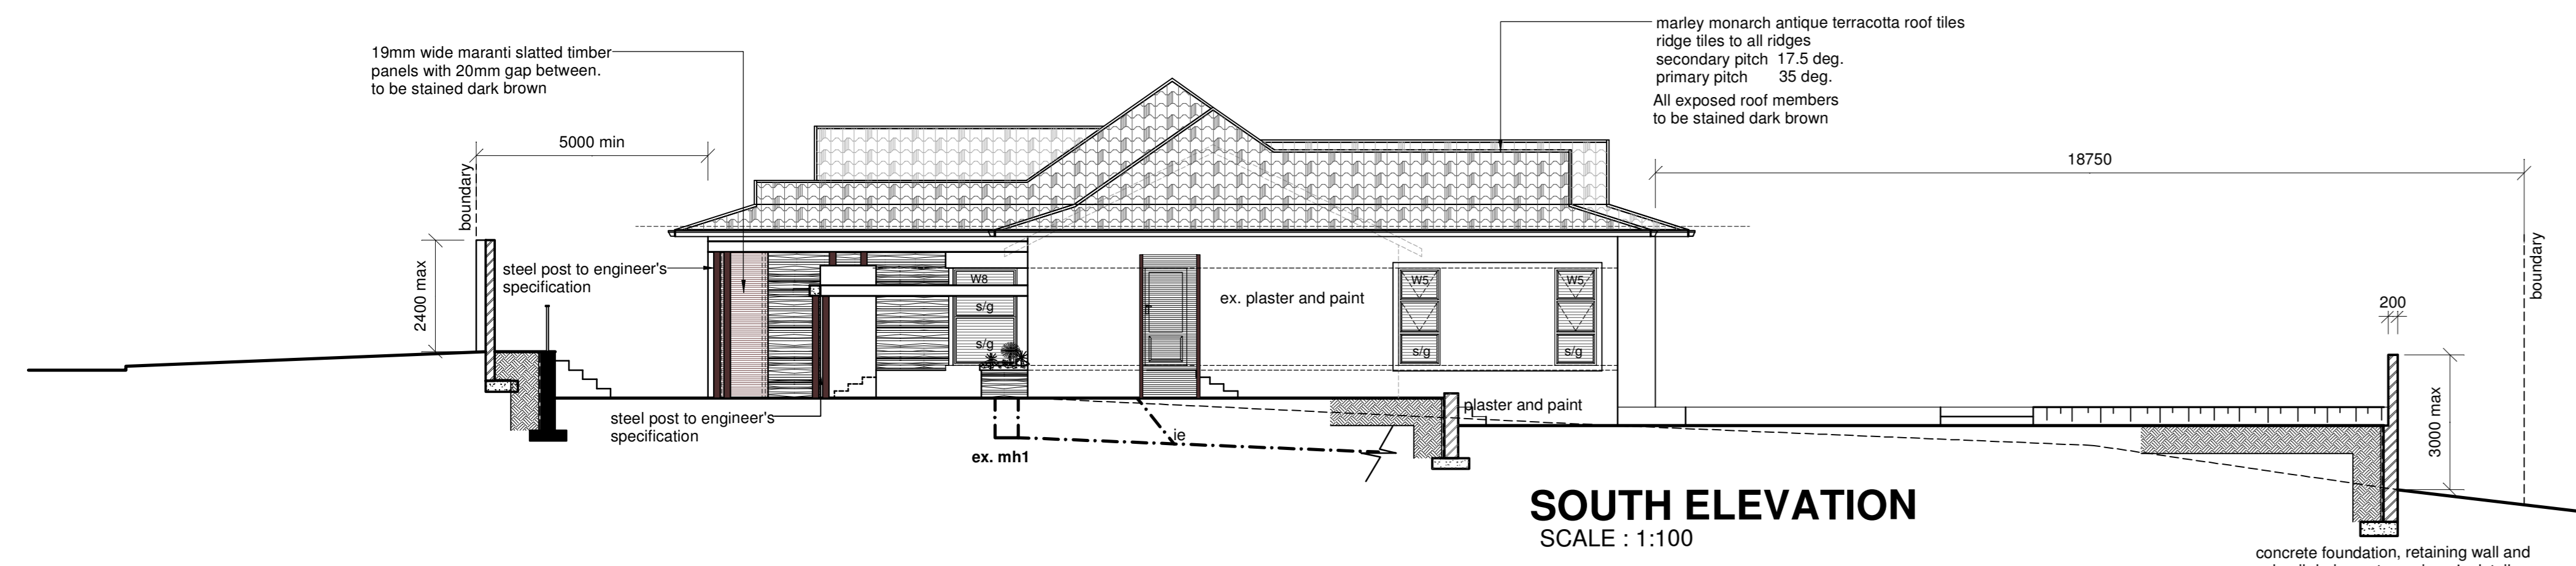 19mm wide maranti slatted timber
panels with 20mm gap between.
to be stained dark brown
marley monarch antique terracotta roof tiles
ridge tiles to all ridges
secondary pitch 17.5 deg.
primary pitch 35 deg.
All exposed roof members
to be stained dark brown
5000 min
18750
boundary
boundary
2400 max
steel post to engineer's
specification
W8
s/g
s/g
ex. plaster and paint
W5
s/g
W5
s/g
200
3000 max
steel post to engineer's
specification
plaster and paint
ie
ex. mh1
SOUTH ELEVATION
SCALE : 1:100
concrete foundation, retaining wall and